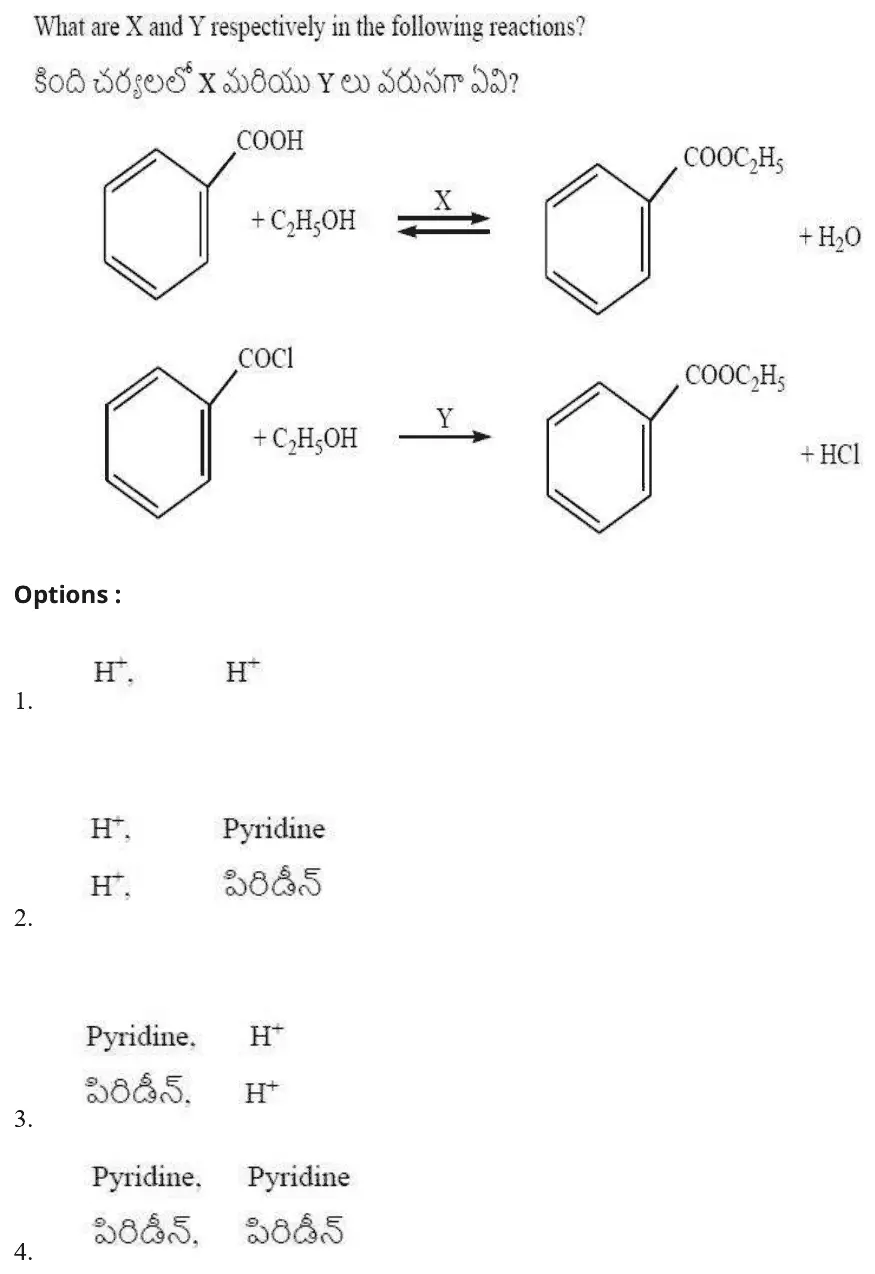 What are X and Y respectively in the following reactions?
కింది చర్యలలో X మరియు Y లు వరుసగా ఏవి?
COOH
+ C₂H₅OH
X
COOC₂H₅
+ H₂O
COCl
+ C₂H₅OH
Y
COOC₂H₅
+ HCl
Options :
H⁺, H⁺
1.
H⁺, Pyridine
H⁺, పిరిడీన్
2.
Pyridine, H⁺
పిరిడీన్, H⁺
3.
Pyridine, Pyridine
పిరిడీన్, పిరిడీన్
4.